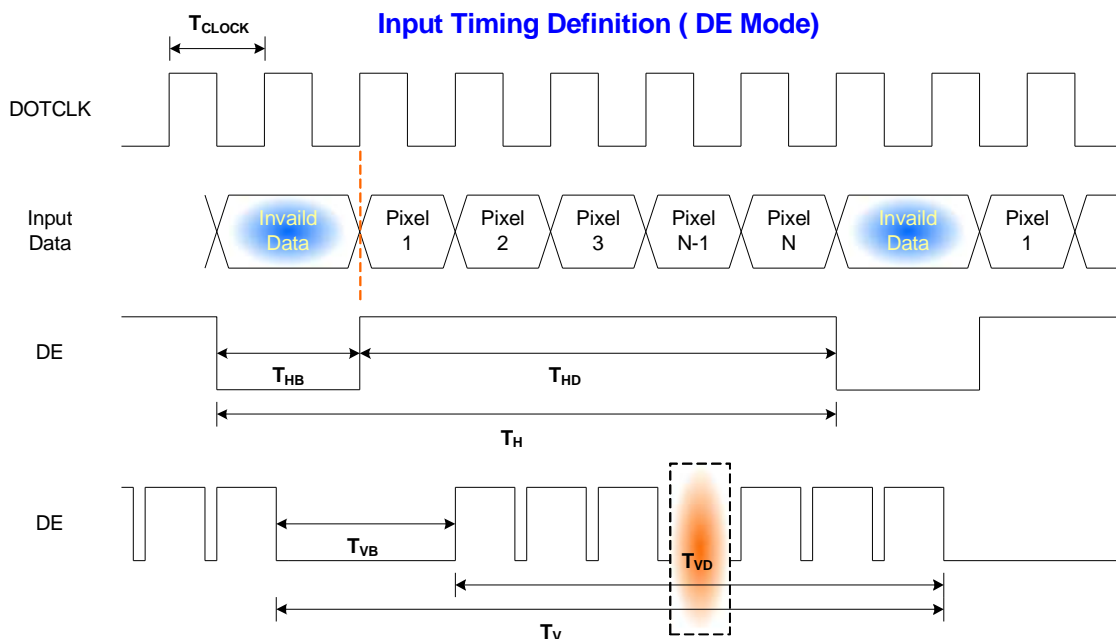 Input Timing Definition ( DE Mode)
TCLOCK
DOTCLK
Input
Data
Invaild
Data
Pixel
1
Pixel
2
Pixel
3
Pixel
N-1
Pixel
N
Invaild
Data
Pixel
1
DE
THB
THD
TH
DE
TVB
TVD
TV